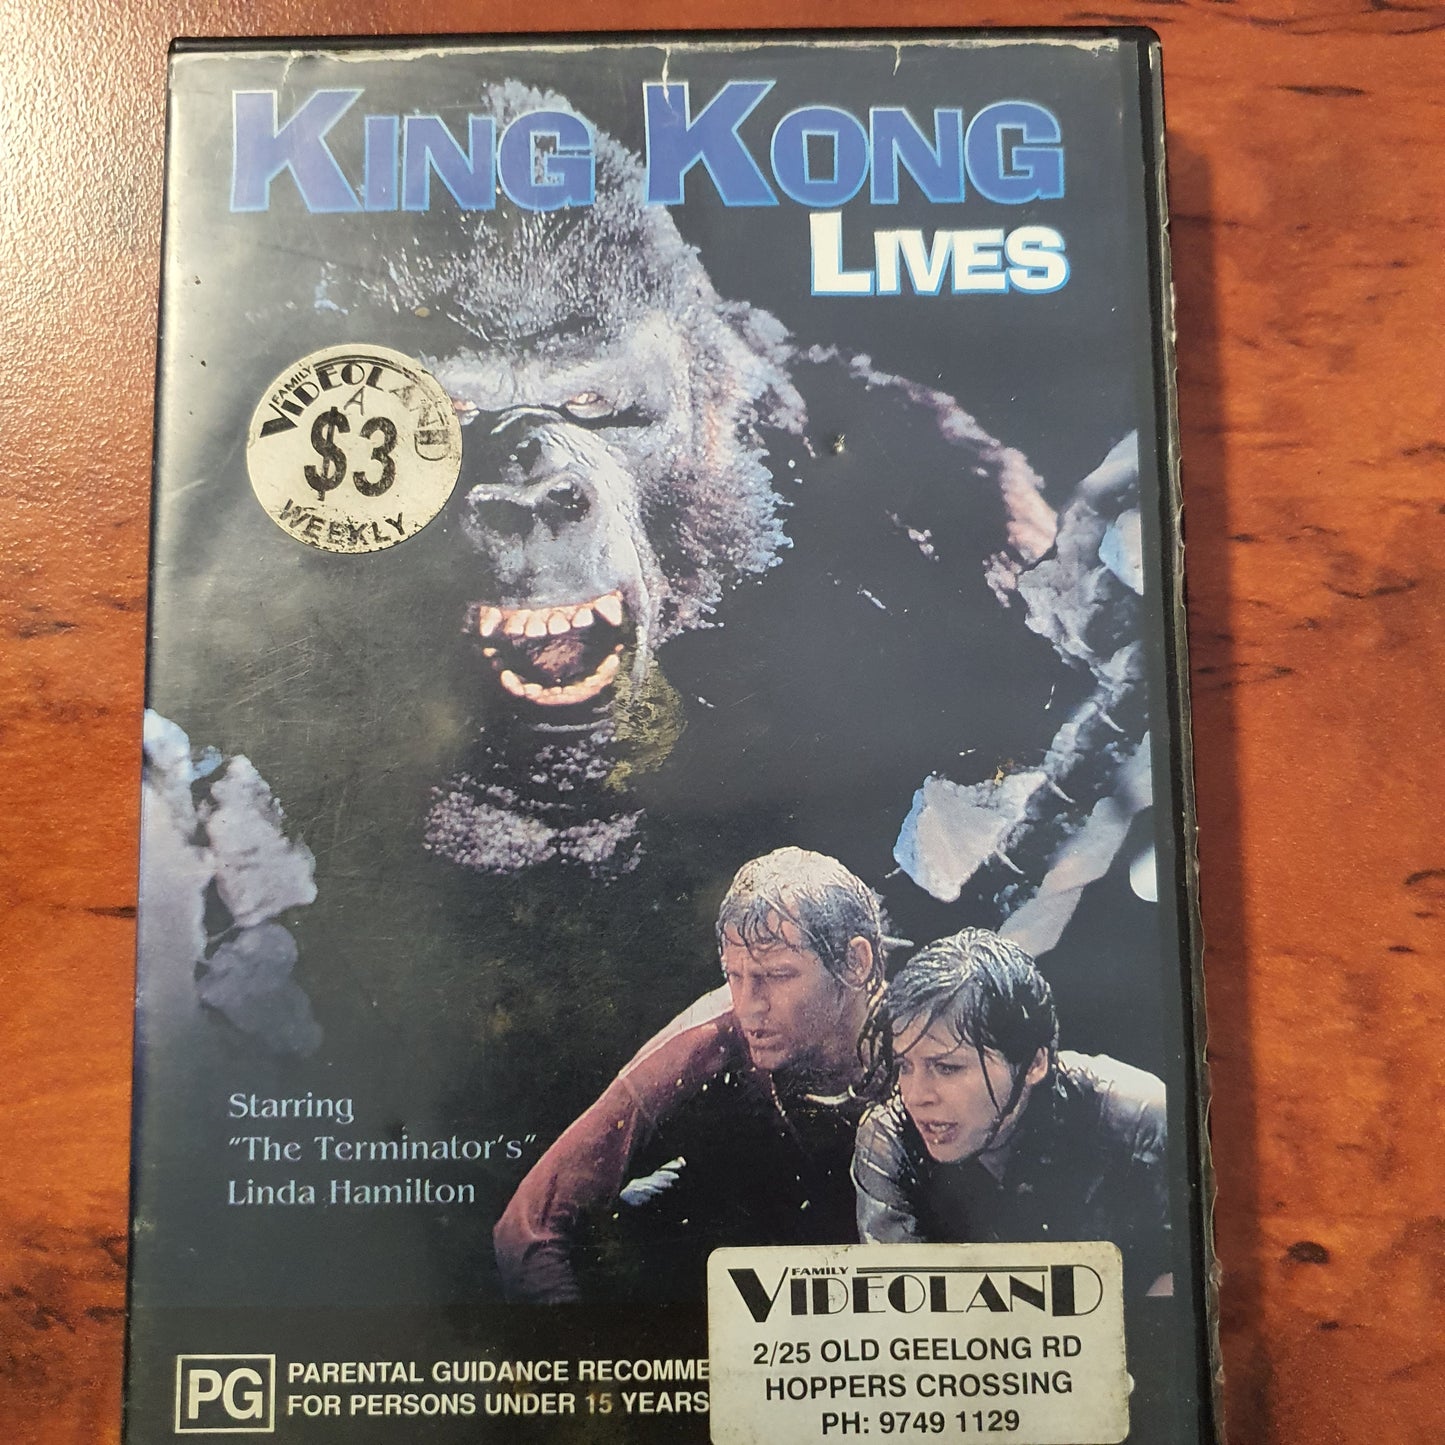 KING KONG
LIVES
FAMILY
VIDEOLAND
A
$3
WEEKLY
Starring
"The Terminator's"
Linda Hamilton
PG
PARENTAL GUIDANCE RECOMME
FOR PERSONS UNDER 15 YEARS
FAMILY
VIDEOLAND
2/25 OLD GEELONG RD
HOPPERS CROSSING
PH: 9749 1129